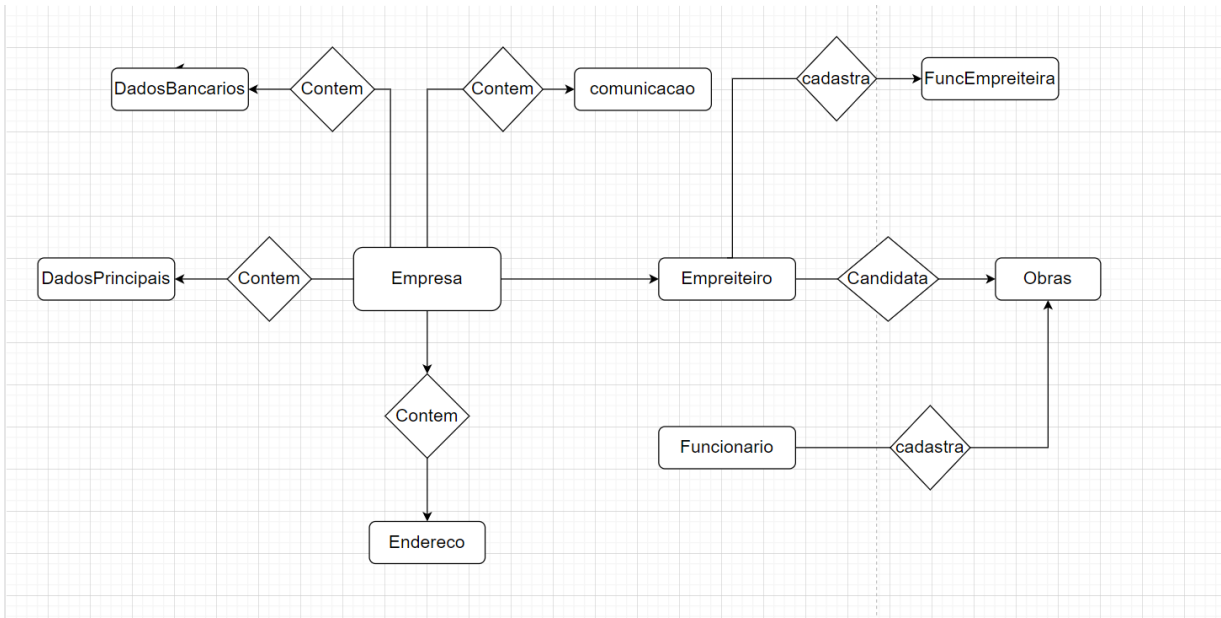 DadosBancarios
Contem
Contem
comunicacao
cadastra
FuncEmpreiteira
DadosPrincipais
Contem
Empresa
Empreiteiro
Candidata
Obras
Contem
Funcionario
cadastra
Endereco